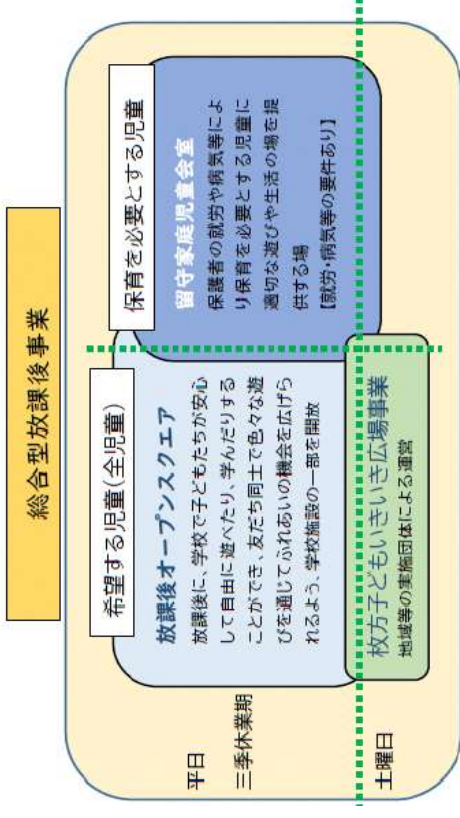 総合型放課後事業
希望する児童(全児童)
保育を必要とする児童
平日
三季休業期
放課後オープンスクエア
放課後に、学校で子どもたちが安心
して自由に遊べたり、学んだりする
ことができ、友だち同士で色々な遊
びを通じてふれあいの機会を広げら
れるよう、学校施設の一部を開放
留守家庭児童会室
保護者の就労や病気等によ
り保育を必要とする児童に
適切な遊びや生活の場を提
供する場
【就労・病気等の要件あり】
土曜日
枚方子どもいきいき広場事業
地域等の実施団体による運営